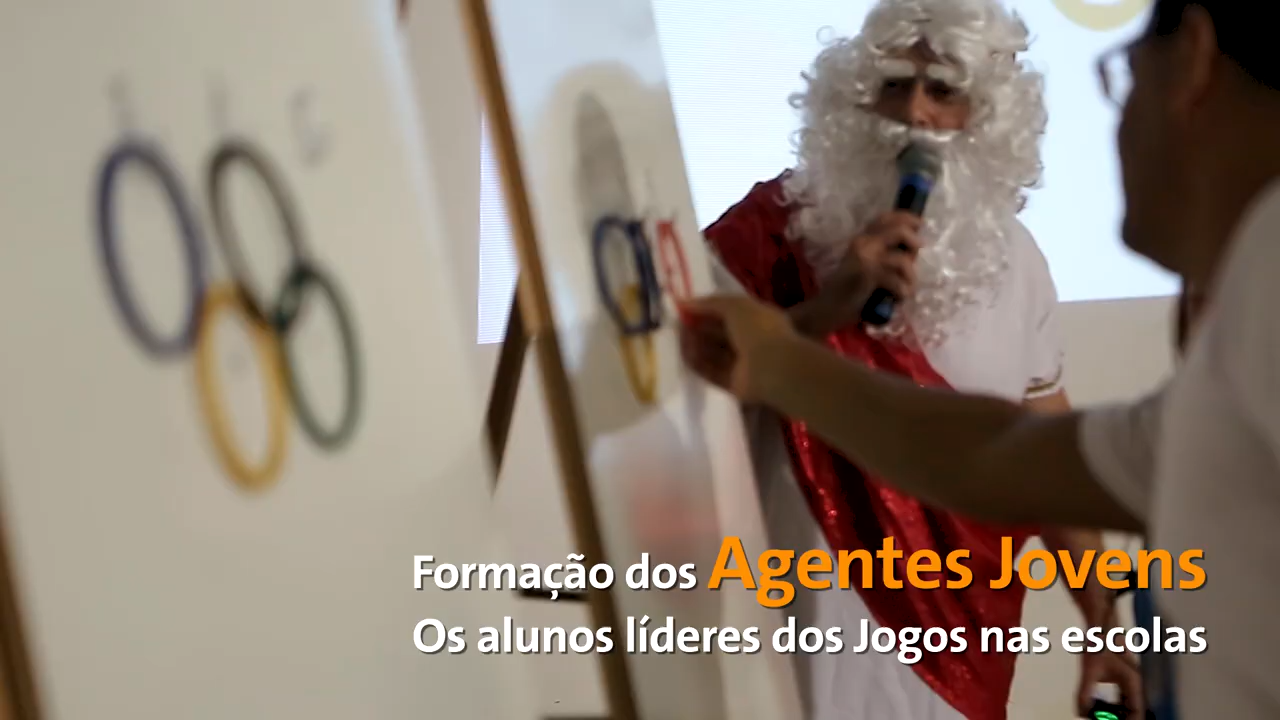 Formação dos Agentes Jovens
Os alunos líderes dos Jogos nas escolas